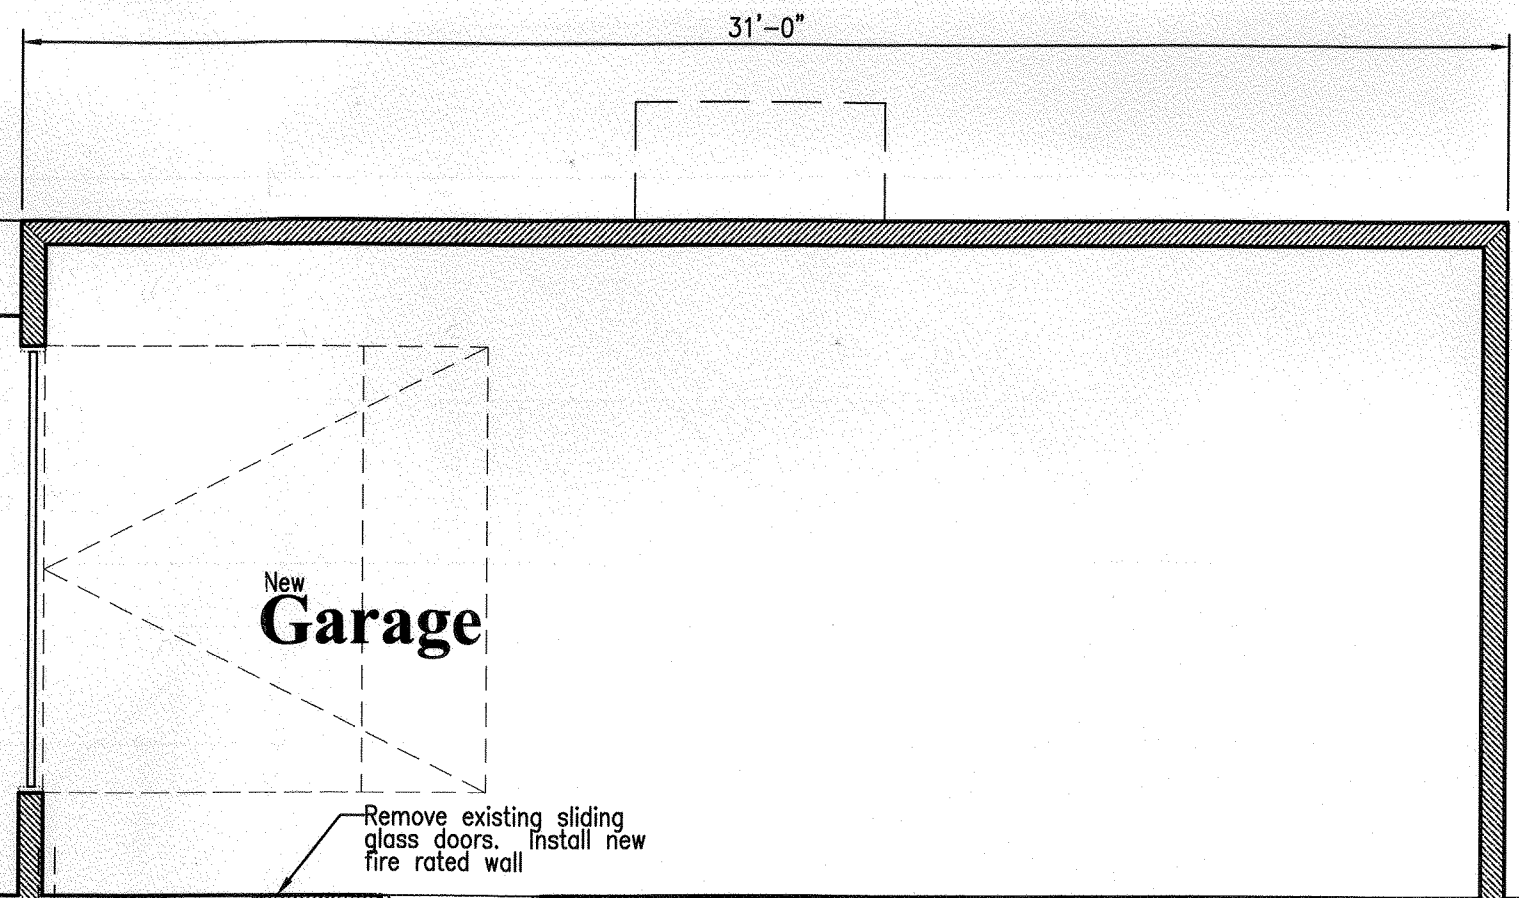 31'-0"
New
Garage
Remove existing sliding
glass doors. Install new
fire rated wall